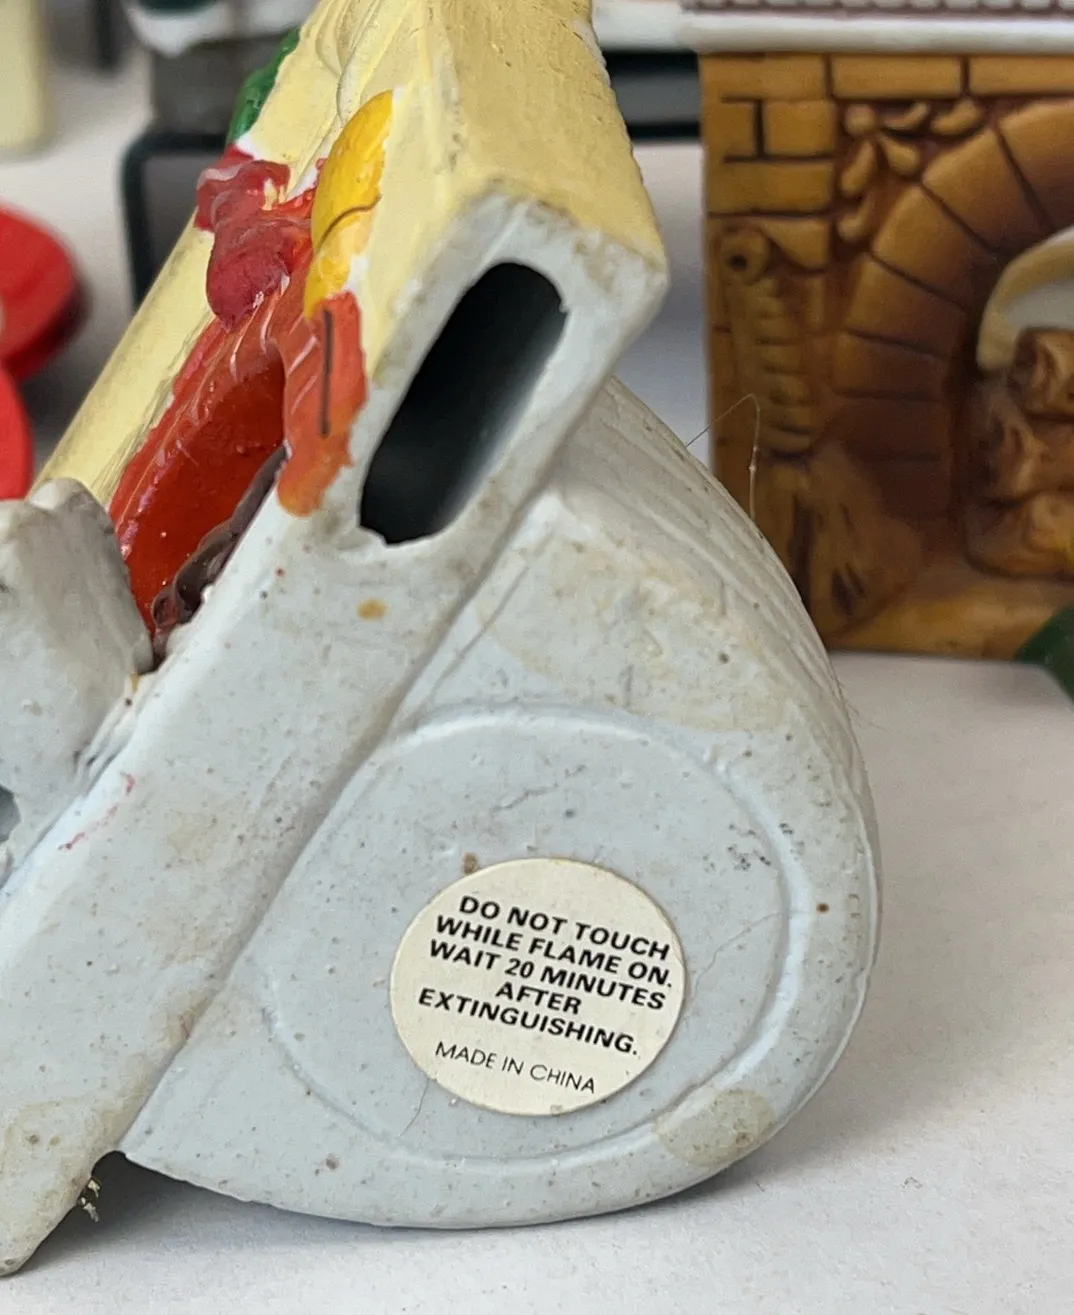 DO NOT TOUCH
WHILE FLAME ON.
WAIT 20 MINUTES
AFTER
EXTINGUISHING.
MADE IN CHINA